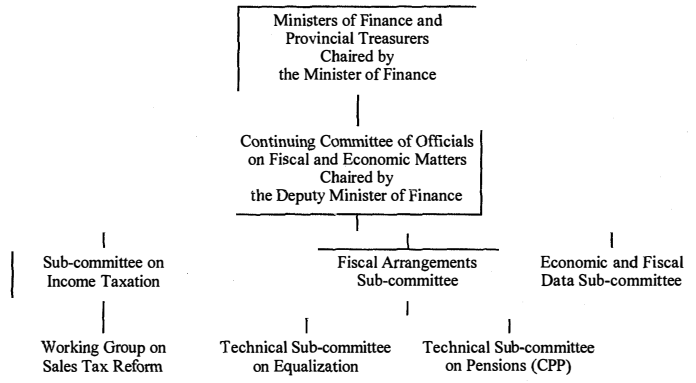 Ministers of Finance and
Provincial Treasurers
Chaired by
the Minister of Finance
Continuing Committee of Officials
on Fiscal and Economic Matters
Chaired by
the Deputy Minister of Finance
Sub-committee on
Income Taxation
Fiscal Arrangements
Sub-committee
Economic and Fiscal
Data Sub-committee
Working Group on
Sales Tax Reform
Technical Sub-committee
on Equalization
Technical Sub-committee
on Pensions (CPP)